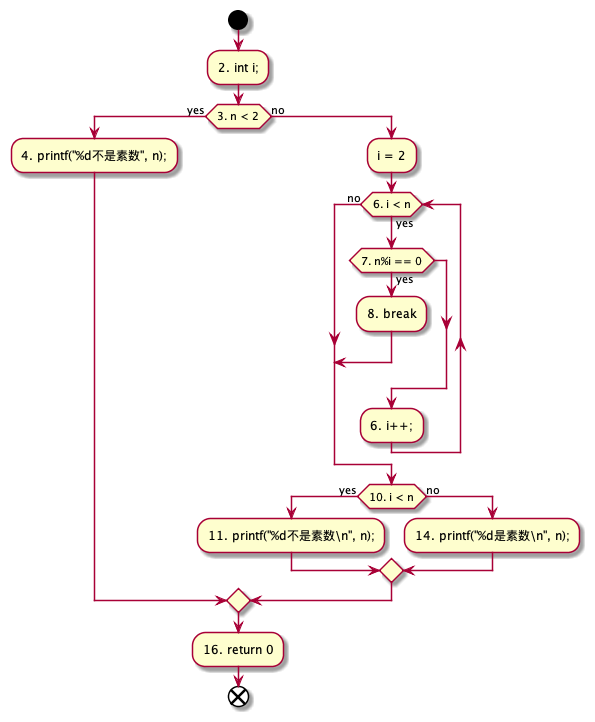 2. int i;
3. n < 2
yes
no
4. printf("%d不是素数", n);
i = 2
6. i < n
no
yes
7. n%i == 0
yes
8. break
6. i++;
10. i < n
yes
no
11. printf("%d不是素数\n", n);
14. printf("%d是素数\n", n);
16. return 0